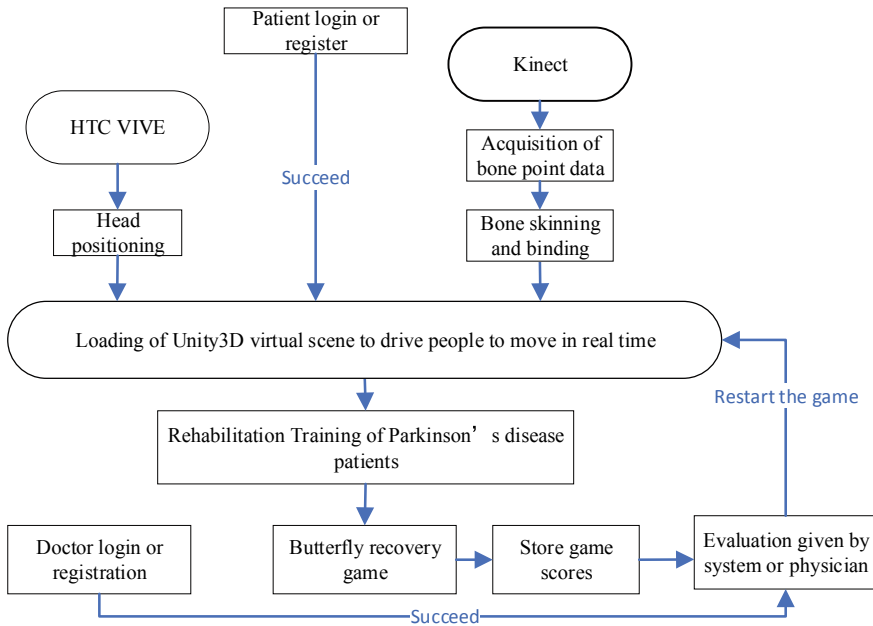 Patient login or
register
Kinect
HTC VIVE
Acquisition of
bone point data
Succeed
Head
positioning
Bone skinning
and binding
Loading of Unity3D virtual scene to drive people to move in real time
Restart the game
Rehabilitation Training of Parkinson’ s disease
patients
Doctor login or
registration
Butterfly recovery
game
Store game
scores
Evaluation given by
system or physician
Succeed